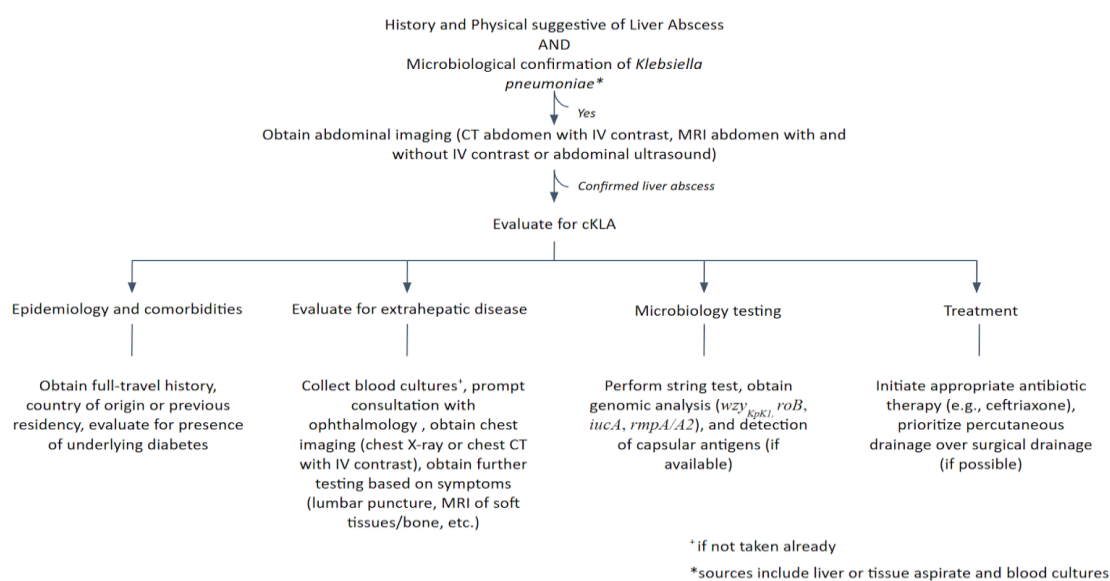 History and Physical suggestive of Liver Abscess
AND
Microbiological confirmation of Klebsiella
pneumoniae*
Yes
Obtain abdominal imaging (CT abdomen with IV contrast, MRI abdomen with and
without IV contrast or abdominal ultrasound)
Confirmed liver abscess
Evaluate for cKLA
Epidemiology and comorbidities
Obtain full-travel history,
country of origin or previous
residency, evaluate for presence
of underlying diabetes
Evaluate for extrahepatic disease
Collect blood cultures⁺, prompt
consultation with
ophthalmology , obtain chest
imaging (chest X-ray or chest CT
with IV contrast), obtain further
testing based on symptoms
(lumbar puncture, MRI of soft
tissues/bone, etc.)
Microbiology testing
Perform string test, obtain
genomic analysis (wzy KpK1, roB,
iucA, rmpA/A2), and detection
of capsular antigens (if
available)
Treatment
Initiate appropriate antibiotic
therapy (e.g., ceftriaxone),
prioritize percutaneous
drainage over surgical drainage
(if possible)
⁺if not taken already
*sources include liver or tissue aspirate and blood cultures